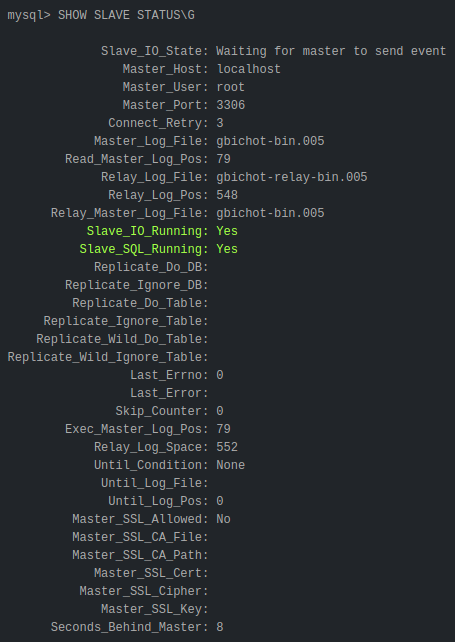 mysql> SHOW SLAVE STATUS\G
Slave_IO_State: Waiting for master to send event
Master_Host: localhost
Master_User: root
Master_Port: 3306
Connect_Retry: 3
Master_Log_File: gbichot-bin.005
Read_Master_Log_Pos: 79
Relay_Log_File: gbichot-relay-bin.005
Relay_Log_Pos: 548
Relay_Master_Log_File: gbichot-bin.005
Slave_IO_Running: Yes
Slave_SQL_Running: Yes
Replicate_Do_DB:
Replicate_Ignore_DB:
Replicate_Do_Table:
Replicate_Ignore_Table:
Replicate_Wild_Do_Table:
Replicate_Wild_Ignore_Table:
Last_Errno: 0
Last_Error:
Skip_Counter: 0
Exec_Master_Log_Pos: 79
Relay_Log_Space: 552
Until_Condition: None
Until_Log_File:
Until_Log_Pos: 0
Master_SSL_Allowed: No
Master_SSL_CA_File:
Master_SSL_CA_Path:
Master_SSL_Cert:
Master_SSL_Cipher:
Master_SSL_Key:
Seconds_Behind_Master: 8